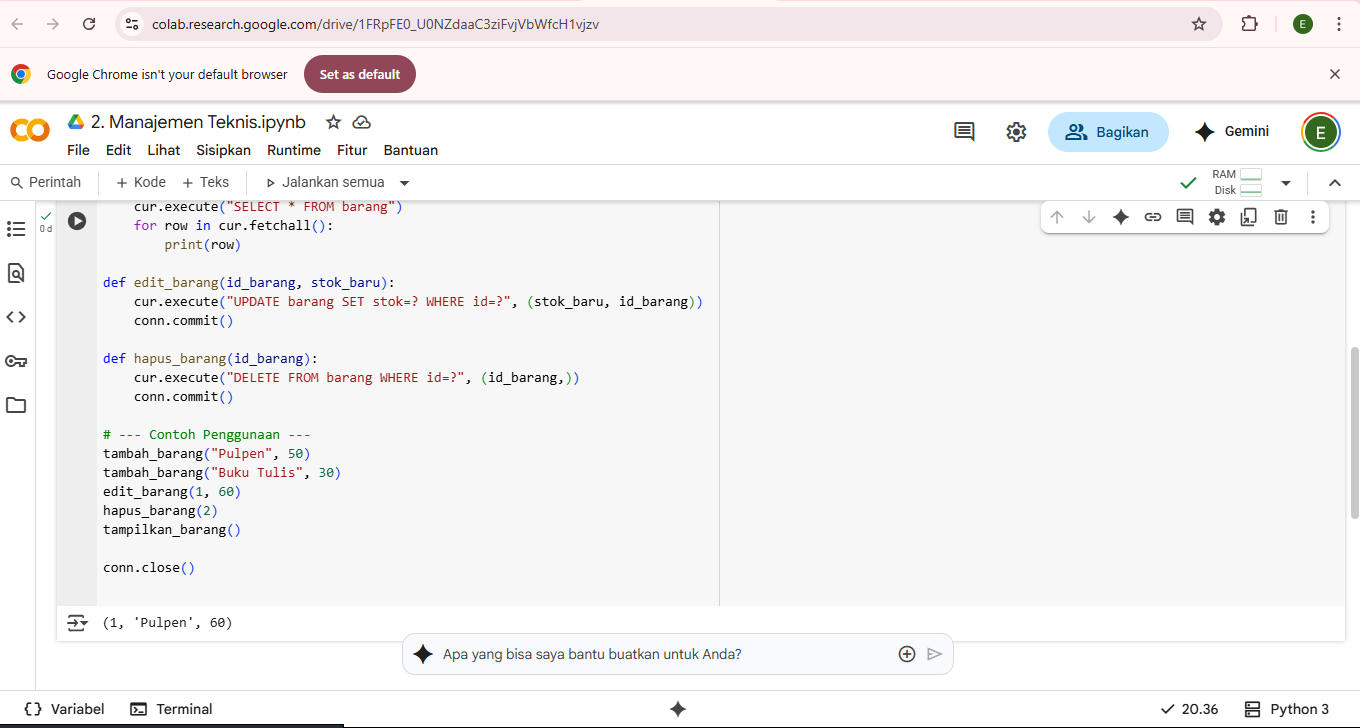 colab.research.google.com/drive/1FRpFE0_U0NZdaaC3ziFvjVbWfcH1vjzv
E
Google Chrome isn't your default browser
Set as default
2. Manajemen Teknis.ipynb
File Edit Lihat Sisipkan Runtime Fitur Bantuan
Bagikan
Gemini
E
Perintah
+ Kode + Teks
Jalankan semua
RAM
Disk
0 d
cur.execute("SELECT * FROM barang")
for row in cur.fetchall():
print(row)
def edit_barang(id_barang, stok_baru):
cur.execute("UPDATE barang SET stok=? WHERE id=?", (stok_baru, id_barang))
conn.commit()
def hapus_barang(id_barang):
cur.execute("DELETE FROM barang WHERE id=?", (id_barang,))
conn.commit()
# --- Contoh Penggunaan ---
tambah_barang("Pulpen", 50)
tambah_barang("Buku Tulis", 30)
edit_barang(1, 60)
hapus_barang(2)
tampilkan_barang()
conn.close()
(1, 'Pulpen', 60)
Apa yang bisa saya bantu buatkan untuk Anda?
Variabel
Terminal
20.36
Python 3